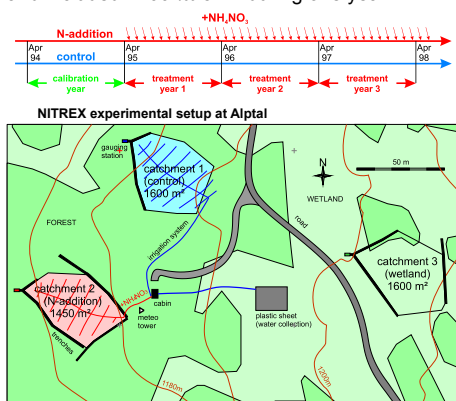 +NH₄NO₃
N-addition
Apr 94
Apr 95
Apr 96
Apr 97
Apr 98
control
calibration year
treatment year 1
treatment year 2
treatment year 3
NITREX experimental setup at Alptal
gauging station
catchment 1
(control)
1600 m²
N
50 m
WETLAND
FOREST
irrigation system
road
catchment 3
(wetland)
1600 m²
catchment 2
(N-addition)
1450 m²
+NH₄NO₃
cabin
meteo tower
plastic sheet
(water collection)
trenches
1180m
1200m